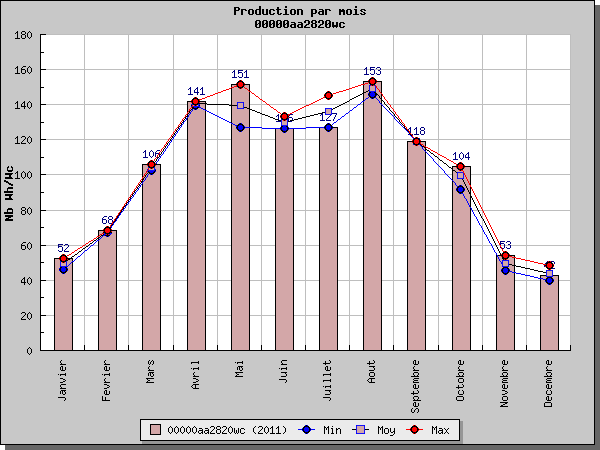 Production par mois
00000aa2820wc
Nb Wh/Wc
180
160
140
120
100
80
60
40
20
0
52
68
106
141
151
127
153
118
104
53
Janvier
Fevrier
Mars
Avril
Mai
Juin
Juillet
Aout
Septembre
Octobre
Novembre
Decembre
00000aa2820wc (2011) Min Moy Max